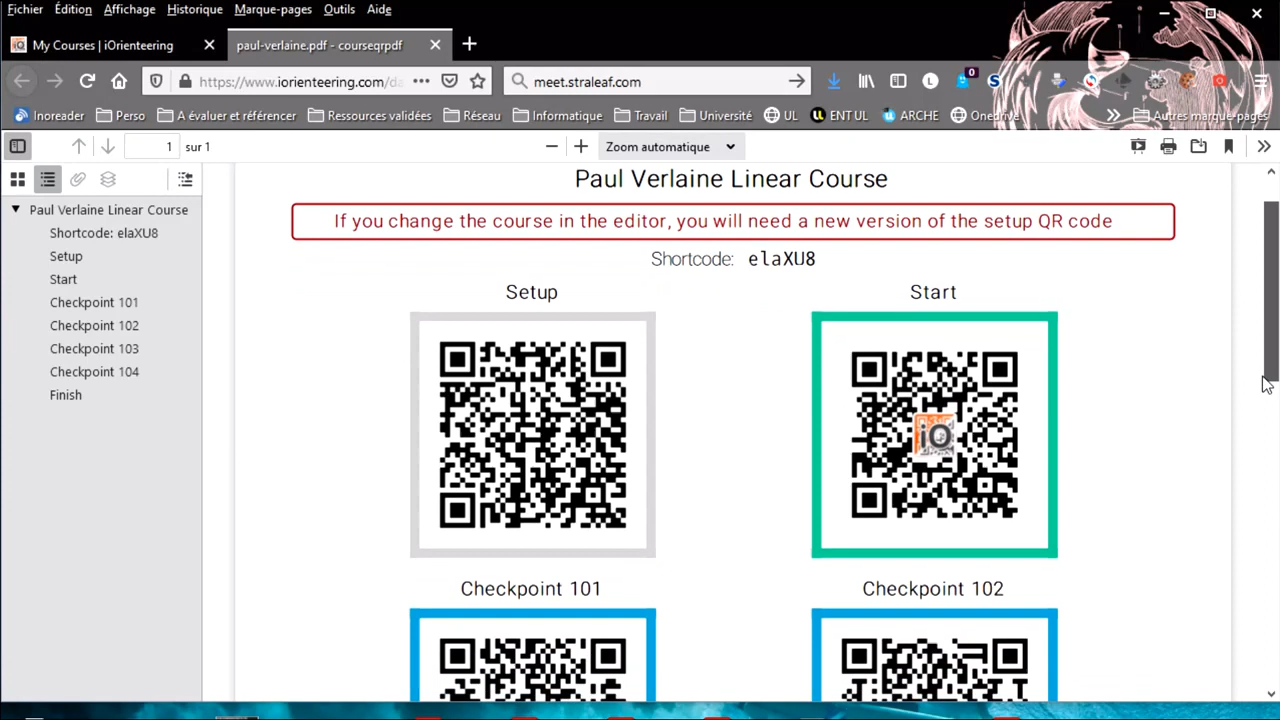 Fichier Édition Affichage Historique Marque-pages Outils Aide
My Courses | iOrienteering
paul-verlaine.pdf - courseqrpdf
https://www.iorienteering.com/da
meet.straleaf.com
L
0
S
Inoreader Perso A évaluer et référencer Ressources validées Réseau Informatique Travail Université UL ENT UL ARCHE Onedrive Autres marque-pages
1 sur 1
Zoom automatique
Paul Verlaine Linear Course
Shortcode: elaXU8
Setup
Start
Checkpoint 101
Checkpoint 102
Checkpoint 103
Checkpoint 104
Finish
Paul Verlaine Linear Course
If you change the course in the editor, you will need a new version of the setup QR code
Shortcode: elaXU8
Setup
Start
iO
Checkpoint 101
Checkpoint 102